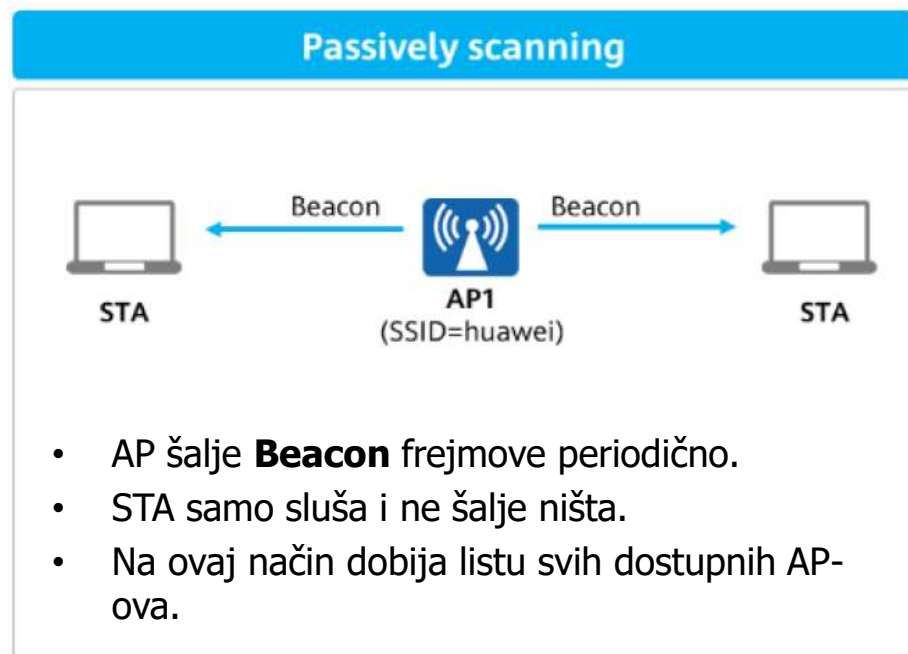 Passively scanning
Beacon
Beacon
STA
AP1
(SSID=huawei)
STA
• AP šalje Beacon frejmove periodično.
• STA samo sluša i ne šalje ništa.
• Na ovaj način dobija listu svih dostupnih AP-
ova.